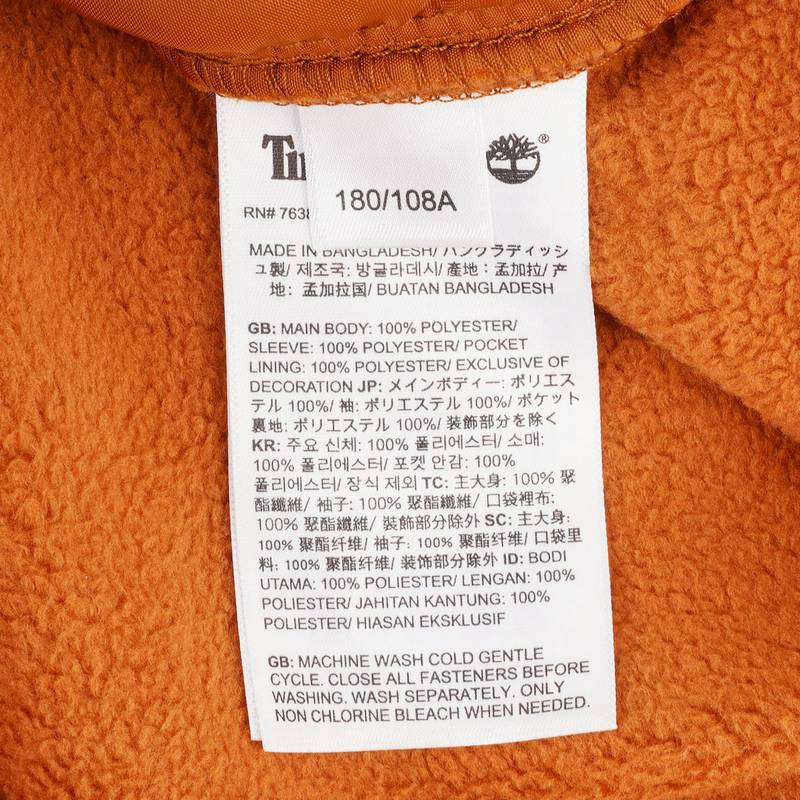 ®
180/108A
RN#
MADE IN BANGLADESH/ バングラディッシ
ュ製/ 제조국: 방글라데시/ 產地：孟加拉/ 产
地：孟加拉国/ BUATAN BANGLADESH
GB: MAIN BODY: 100% POLYESTER/
SLEEVE: 100% POLYESTER/ POCKET
LINING: 100% POLYESTER/ EXCLUSIVE OF
DECORATION JP: メインボディー: ポリエス
テル 100%/ 袖: ポリエステル 100%/ ポケット
裏地: ポリエステル 100%/ 装飾部分を除く
KR: 주요 신체: 100% 폴리에스터/ 소매:
100% 폴리에스터/ 포켓 안감: 100%
폴리에스터/ 장식 제외 TC: 主大身: 100% 聚
酯纖維/ 袖子: 100% 聚酯纖維/ 口袋裡布:
100% 聚酯纖維/ 裝飾部分除外 SC: 主大身:
100% 聚酯纤维/ 袖子: 100% 聚酯纤维/ 口袋里
料: 100% 聚酯纤维/ 装饰部分除外 ID: BODI
UTAMA: 100% POLIESTER/ LENGAN: 100%
POLIESTER/ JAHITAN KANTUNG: 100%
POLIESTER/ HIASAN EKSKLUSIF
GB: MACHINE WASH COLD GENTLE
CYCLE. CLOSE ALL FASTENERS BEFORE
WASHING. WASH SEPARATELY. ONLY
NON CHLORINE BLEACH WHEN NEEDED.